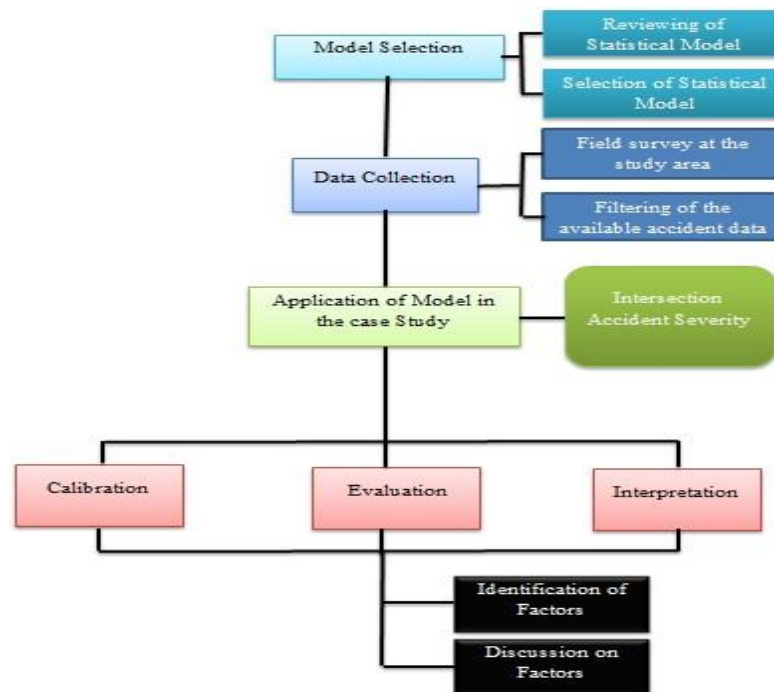 Model Selection
Reviewing of
Statistical Model
Selection of Statistical
Model
Data Collection
Field survey at the
study area
Filtering of the
available accident data
Application of Model in
the case Study
Intersection
Accident Severity
Calibration
Evaluation
Interpretation
Identification of
Factors
Discussion on
Factors